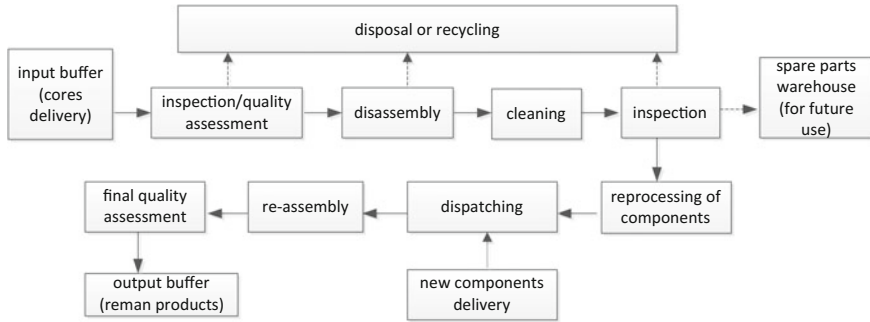 disposal or recycling
input buffer
(cores
delivery)
inspection/quality
assessment
disassembly
cleaning
inspection
spare parts
warehouse
(for future
use)
final quality
assessment
re-assembly
dispatching
reprocessing of
components
output buffer
(reman products)
new components
delivery